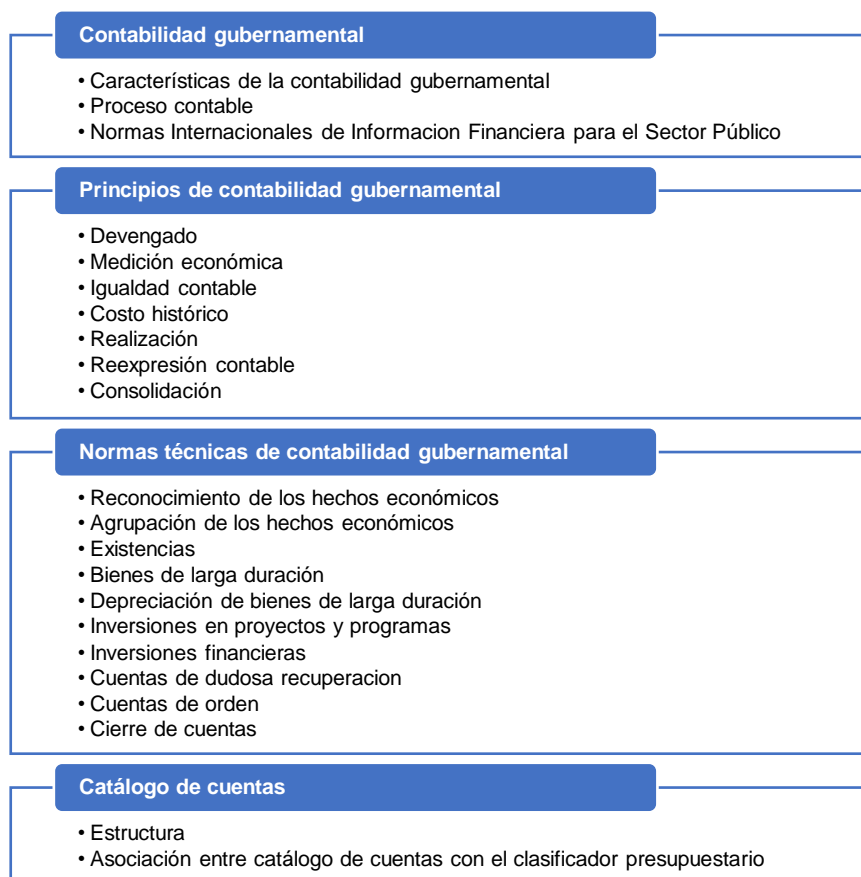 Contabilidad gubernamental
• Características de la contabilidad gubernamental
• Proceso contable
• Normas Internacionales de Informacion Financiera para el Sector Público
Principios de contabilidad gubernamental
• Devengado
• Medición económica
• Igualdad contable
• Costo histórico
• Realización
• Reexpresión contable
• Consolidación
Normas técnicas de contabilidad gubernamental
• Reconocimiento de los hechos económicos
• Agrupación de los hechos económicos
• Existencias
• Bienes de larga duración
• Depreciación de bienes de larga duración
• Inversiones en proyectos y programas
• Inversiones financieras
• Cuentas de dudosa recuperacion
• Cuentas de orden
• Cierre de cuentas
Catálogo de cuentas
• Estructura
• Asociación entre catálogo de cuentas con el clasificador presupuestario